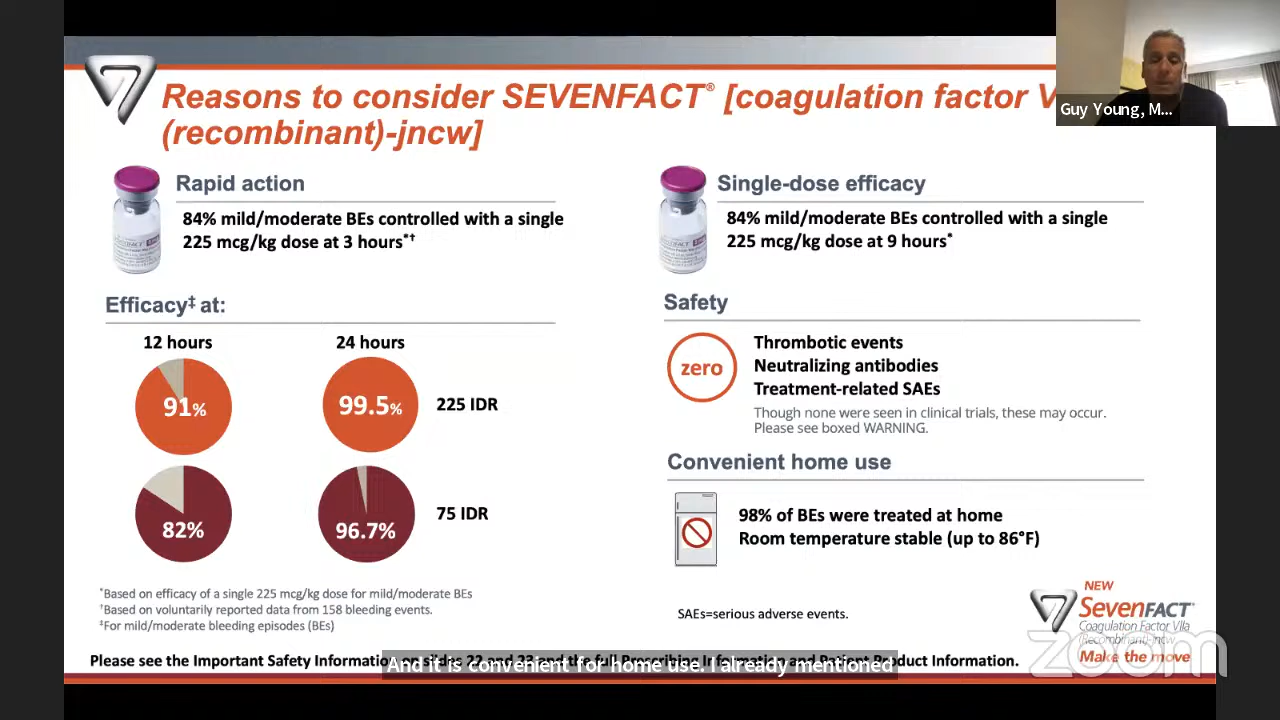 Reasons to consider SEVENFACT® [coagulation factor V
(recombinant)-jncw]
Guy Young, M...
Rapid action
84% mild/moderate BEs controlled with a single
225 mcg/kg dose at 3 hours*†
Single-dose efficacy
84% mild/moderate BEs controlled with a single
225 mcg/kg dose at 9 hours*
Efficacy‡ at:
12 hours
24 hours
91%
99.5%
225 IDR
82%
96.7%
75 IDR
Safety
zero
Thrombotic events
Neutralizing antibodies
Treatment-related SAEs
Though none were seen in clinical trials, these may occur.
Please see boxed WARNING.
Convenient home use
98% of BEs were treated at home
Room temperature stable (up to 86°F)
*Based on efficacy of a single 225 mcg/kg dose for mild/moderate BEs
†Based on voluntarily reported data from 158 bleeding events.
‡For mild/moderate bleeding episodes (BEs)
SAEs=serious adverse events.
NEW
SEVENFACT®
Coagulation Factor VIIa
(Recombinant)-jncw
Make the move
zoom
Please see the Important Safety Information Prescribing Information and Patient Product Information.
And it is convenient for home use. I already mentioned